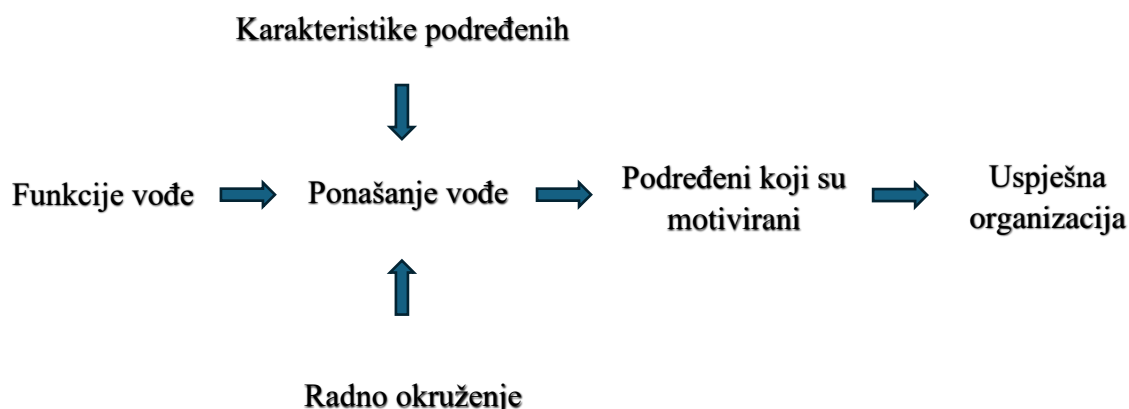 Karakteristike podređenih
Funkcije vođe
Ponašanje vođe
Podređeni koji su
motivirani
Uspješna
organizacija
Radno okruženje